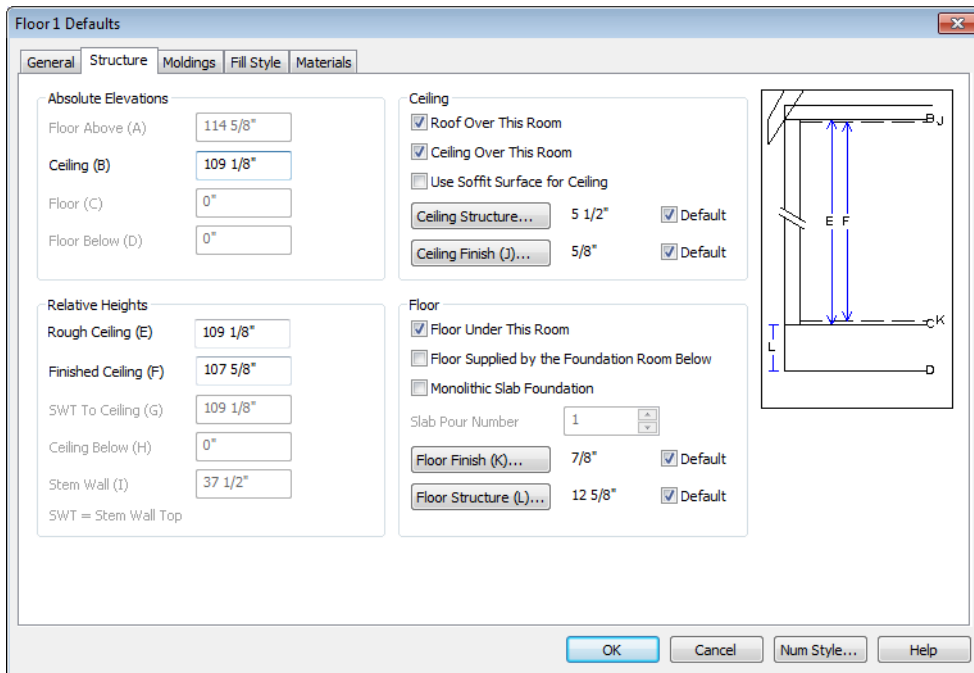 Floor 1 Defaults
General Structure Moldings Fill Style Materials
Absolute Elevations
Floor Above (A) 114 5/8"
Ceiling (B) 109 1/8"
Floor (C) 0"
Floor Below (D) 0"
Ceiling
Roof Over This Room
Ceiling Over This Room
Use Soffit Surface for Ceiling
Ceiling Structure... 5 1/2" Default
Ceiling Finish (J)... 5/8" Default
Relative Heights
Rough Ceiling (E) 109 1/8"
Finished Ceiling (F) 107 5/8"
SWT To Ceiling (G) 109 1/8"
Ceiling Below (H) 0"
Stem Wall (I) 37 1/2"
SWT = Stem Wall Top
Floor
Floor Under This Room
Floor Supplied by the Foundation Room Below
Monolithic Slab Foundation
Slab Pour Number 1
Floor Finish (K)... 7/8" Default
Floor Structure (L)... 12 5/8" Default
B J
E F
C K
L
D
OK Cancel Num Style... Help